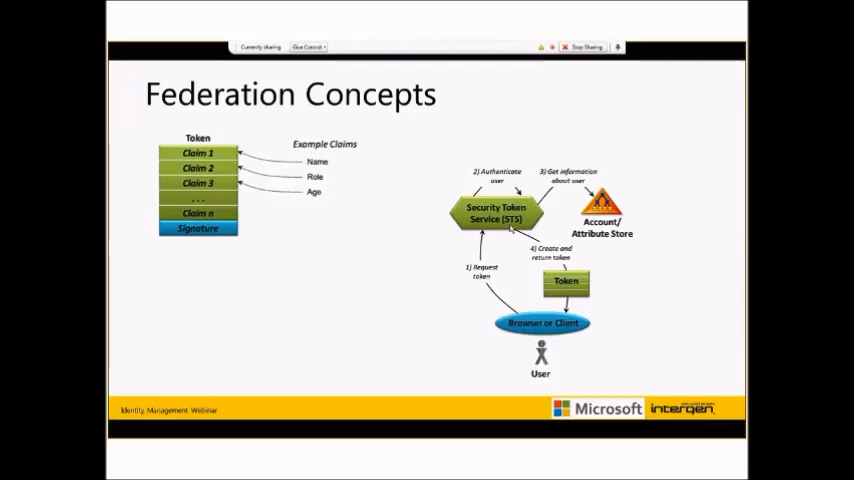 Currently sharing
Give Control
Stop Sharing
Federation Concepts
Token
Claim 1
Claim 2
Claim 3
. . .
Claim n
Signature
Example Claims
Name
Role
Age
2) Authenticate
user
3) Get information
about user
Security Token
Service (STS)
Account/
Attribute Store
4) Create and
return token
1) Request
token
Token
Browser or Client
User
Identity Management Webinar
Microsoft
intergen